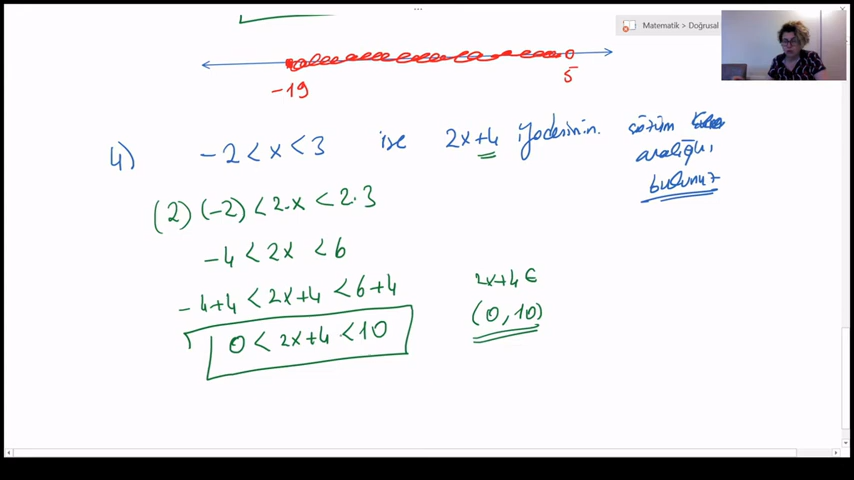 Matematik > Doğrusal
-19
5
4) -2 < x < 3 ise 2x+4 ifadesinin çözüm
aralığını
bulunuz
(2) (-2) < 2.x < 2.3
-4 < 2x < 6
-4+4 < 2x+4 < 6+4
0 < 2x+4 < 10
2x+4 ∈
(0, 10)